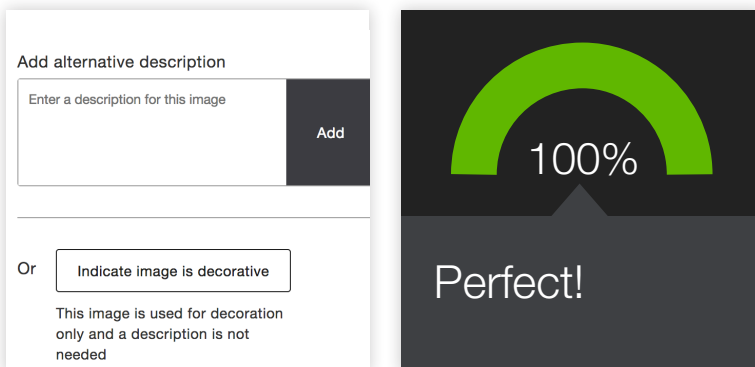 Add alternative description
Enter a description for this image
Add
Or
Indicate image is decorative
This image is used for decoration
only and a description is not
needed
100%
Perfect!